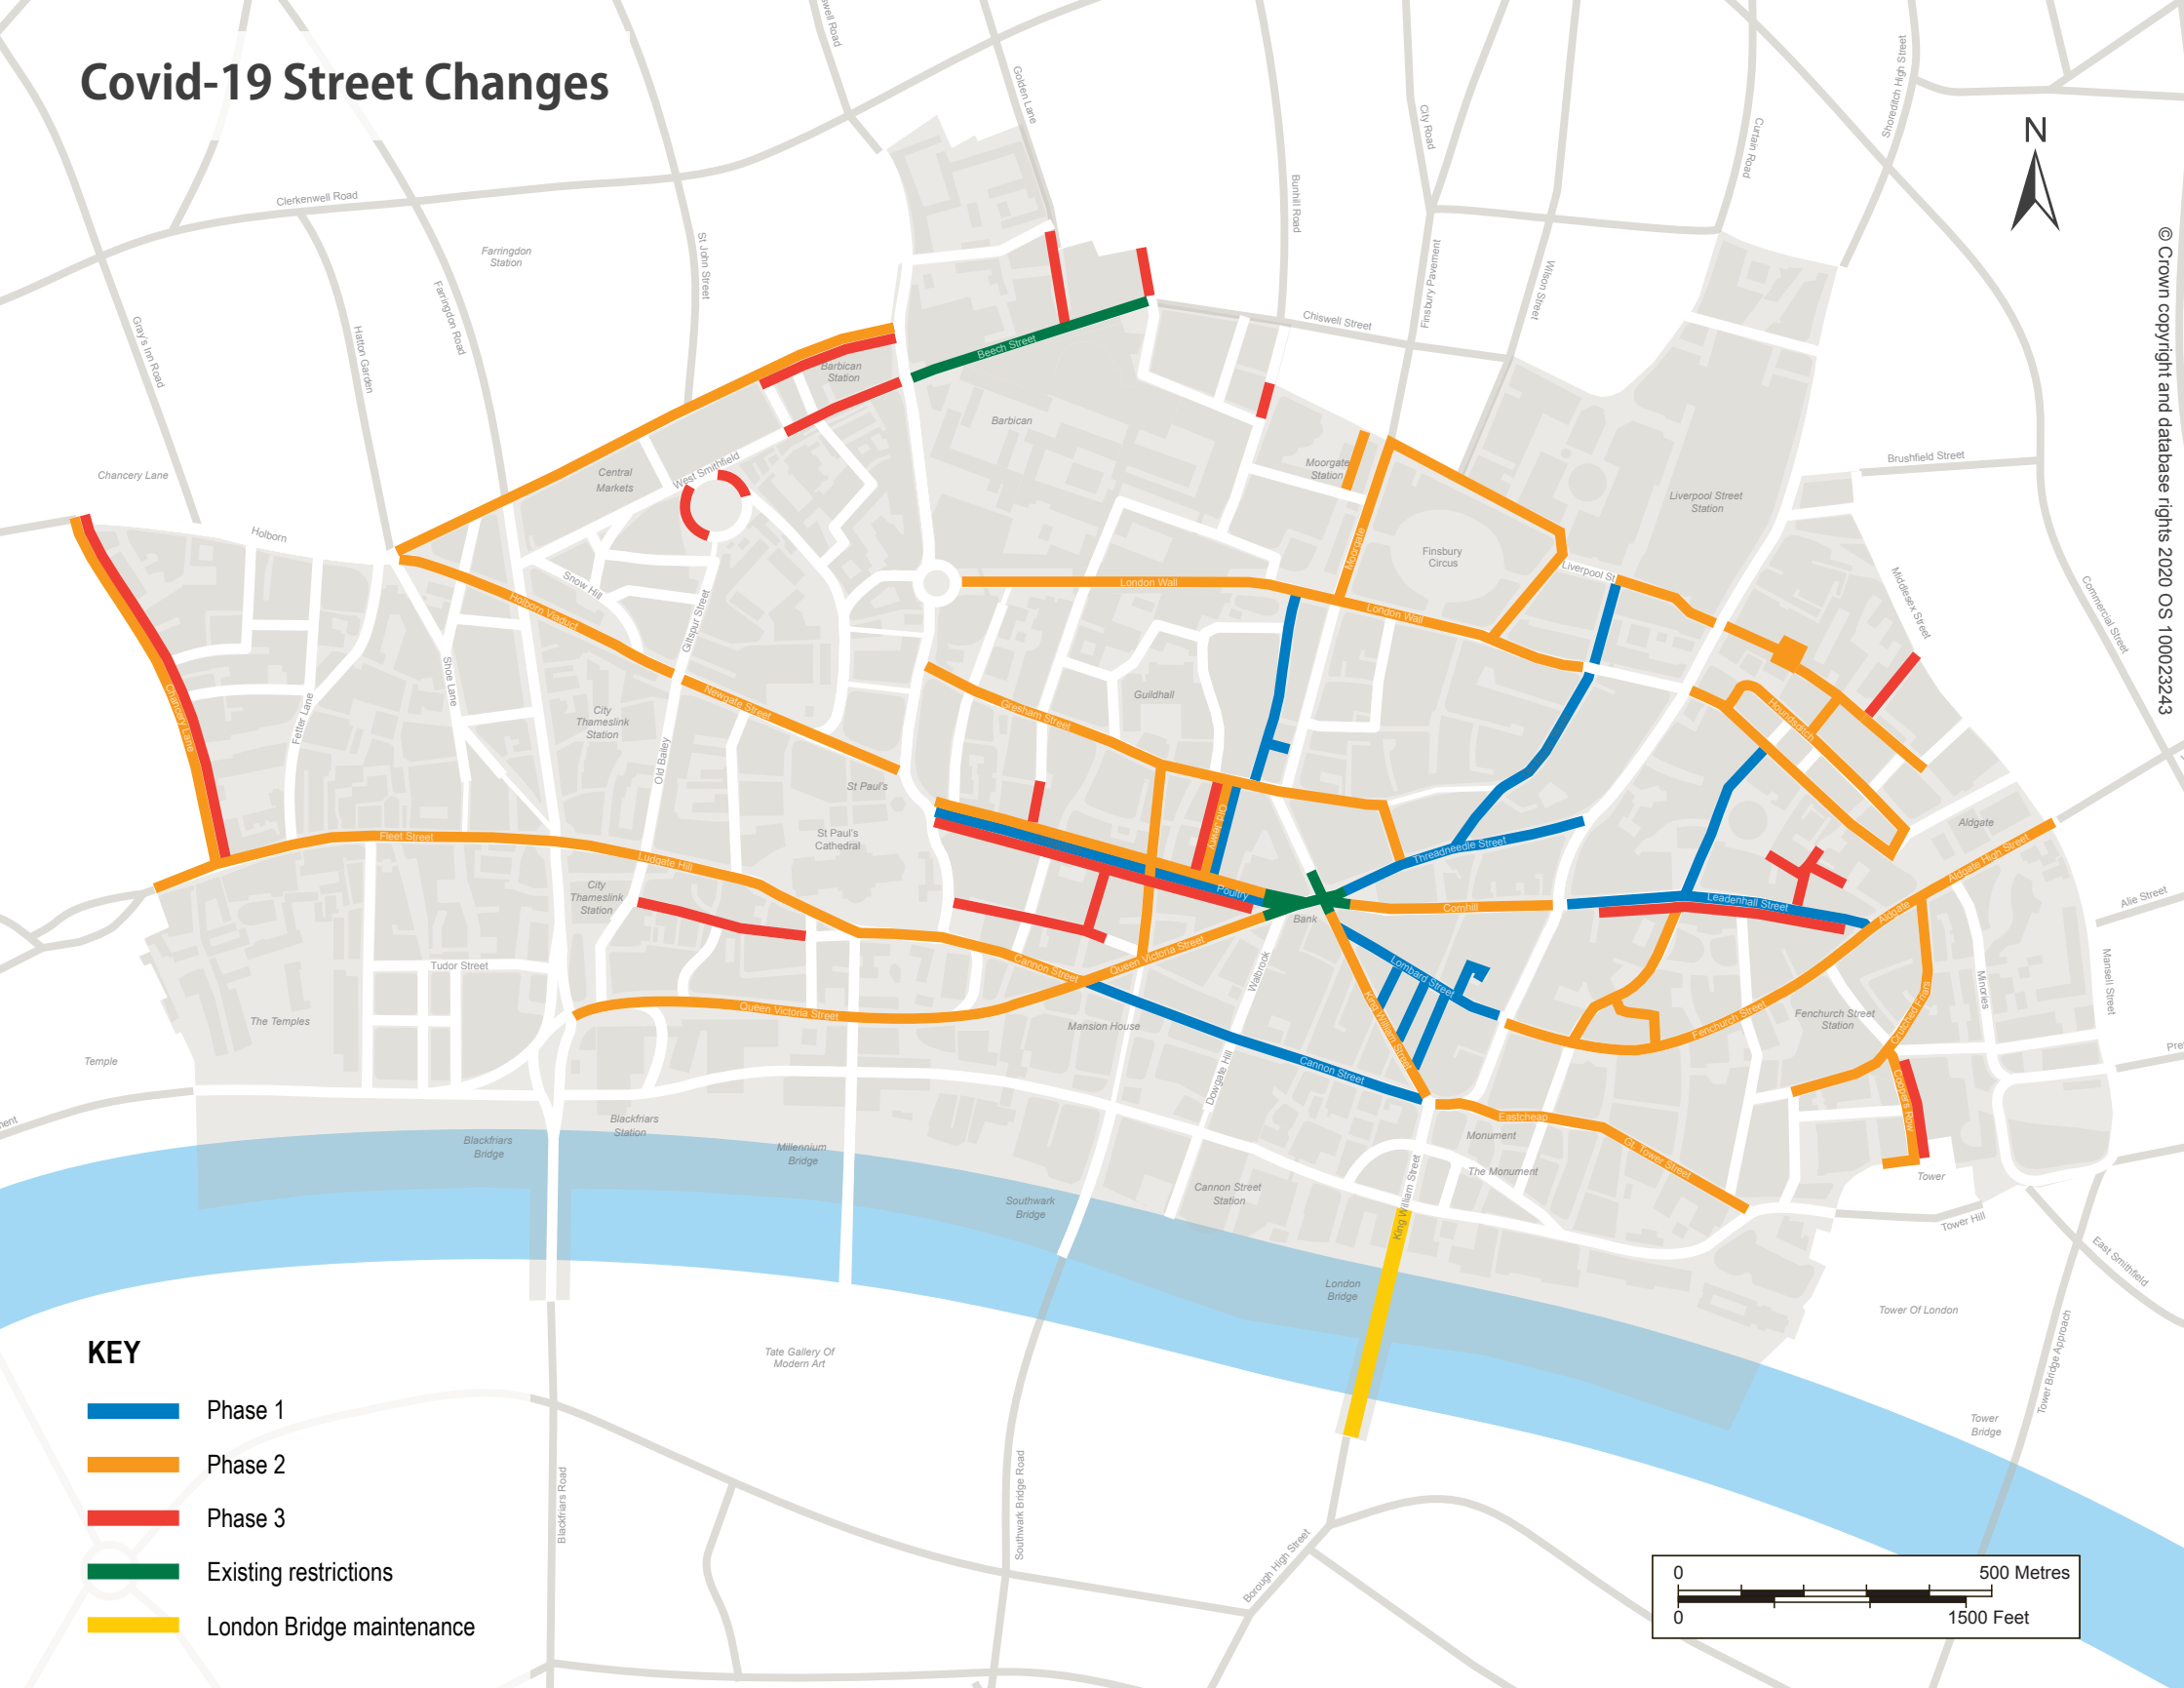 Covid-19 Street Changes
swell Road
Golden Lane
City Road
Curtain Road
Shoreditch High Street
N
© Crown copyright and database rights 2020 OS 100023243
Clerkenwell Road
Farringdon
Station
St John Street
Bunhill Road
Finsbury Pavement
Wilson Street
Gray's Inn Road
Hatton Garden
Farringdon Road
Chiswell Street
Beech Street
Barbican
Station
Barbican
Chancery Lane
Holborn
Central
Markets
West Smithfield
Moorgate
Station
Liverpool Street
Station
Brushfield Street
Moorgate
Finsbury
Circus
Liverpool St
London Wall
London Wall
Middlesex Street
Commercial Street
Snow Hill
Holborn Viaduct
Giltspur Street
Shoe Lane
Chancery Lane
Fetter Lane
City
Thameslink
Station
Old Bailey
Newgate Street
Gresham Street
Guildhall
Houndsditch
St Paul's
St Paul's
Cathedral
Old Jewry
Fleet Street
Ludgate Hill
City
Thameslink
Station
Threadneedle Street
Poultry
Bank
Cornhill
Leadenhall Street
Aldgate
Aldgate High Street
Aldgate
Alie Street
Tudor Street
Cannon Street
Queen Victoria Street
Walbrook
Lombard Street
King William Street
Fenchurch Street
Fenchurch Street
Station
Crutched Friars
Minories
Mansell Street
The Temples
Temple
Queen Victoria Street
Mansion House
Dowgate Hill
Cannon Street
Coopers Row
Pre
ment
Blackfriars
Bridge
Blackfriars
Station
Millennium
Bridge
Southwark
Bridge
Cannon Street
Station
Eastcheap
Monument
The Monument
King William Street
Gt. Tower Street
Tower
Tower Hill
East Smithfield
London
Bridge
Tower Of London
Tower Bridge Approach
Tower
Bridge
Tate Gallery Of
Modern Art
Blackfriars Road
Southwark Bridge Road
Borough High Street
KEY
Phase 1
Phase 2
Phase 3
Existing restrictions
London Bridge maintenance
0 500 Metres
0 1500 Feet